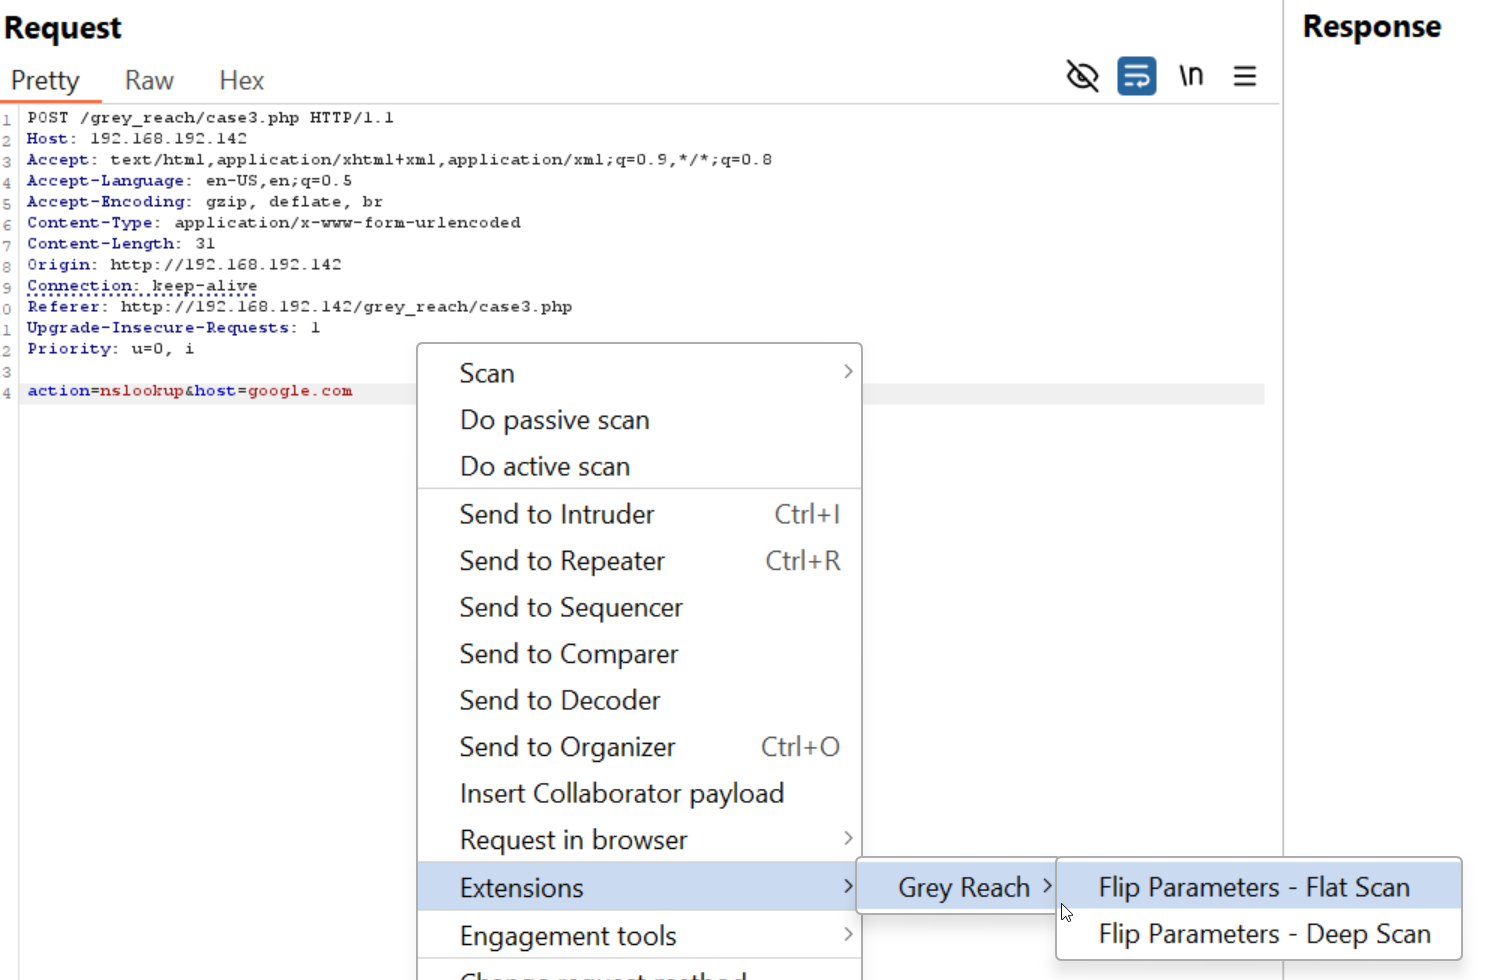 Request
Response
Pretty Raw Hex
\n
1 POST /grey_reach/case3.php HTTP/1.1
2 Host: 192.168.192.142
3 Accept: text/html,application/xhtml+xml,application/xml;q=0.9,*/*;q=0.8
4 Accept-Language: en-US,en;q=0.5
5 Accept-Encoding: gzip, deflate, br
6 Content-Type: application/x-www-form-urlencoded
7 Content-Length: 31
8 Origin: http://192.168.192.142
9 Connection: keep-alive
0 Referer: http://192.168.192.142/grey_reach/case3.php
1 Upgrade-Insecure-Requests: 1
2 Priority: u=0, i
3
4 action=nslookup&host=google.com
Scan
Do passive scan
Do active scan
Send to Intruder Ctrl+I
Send to Repeater Ctrl+R
Send to Sequencer
Send to Comparer
Send to Decoder
Send to Organizer Ctrl+O
Insert Collaborator payload
Request in browser
Extensions
Grey Reach
Flip Parameters - Flat Scan
Flip Parameters - Deep Scan
Engagement tools
Change request method